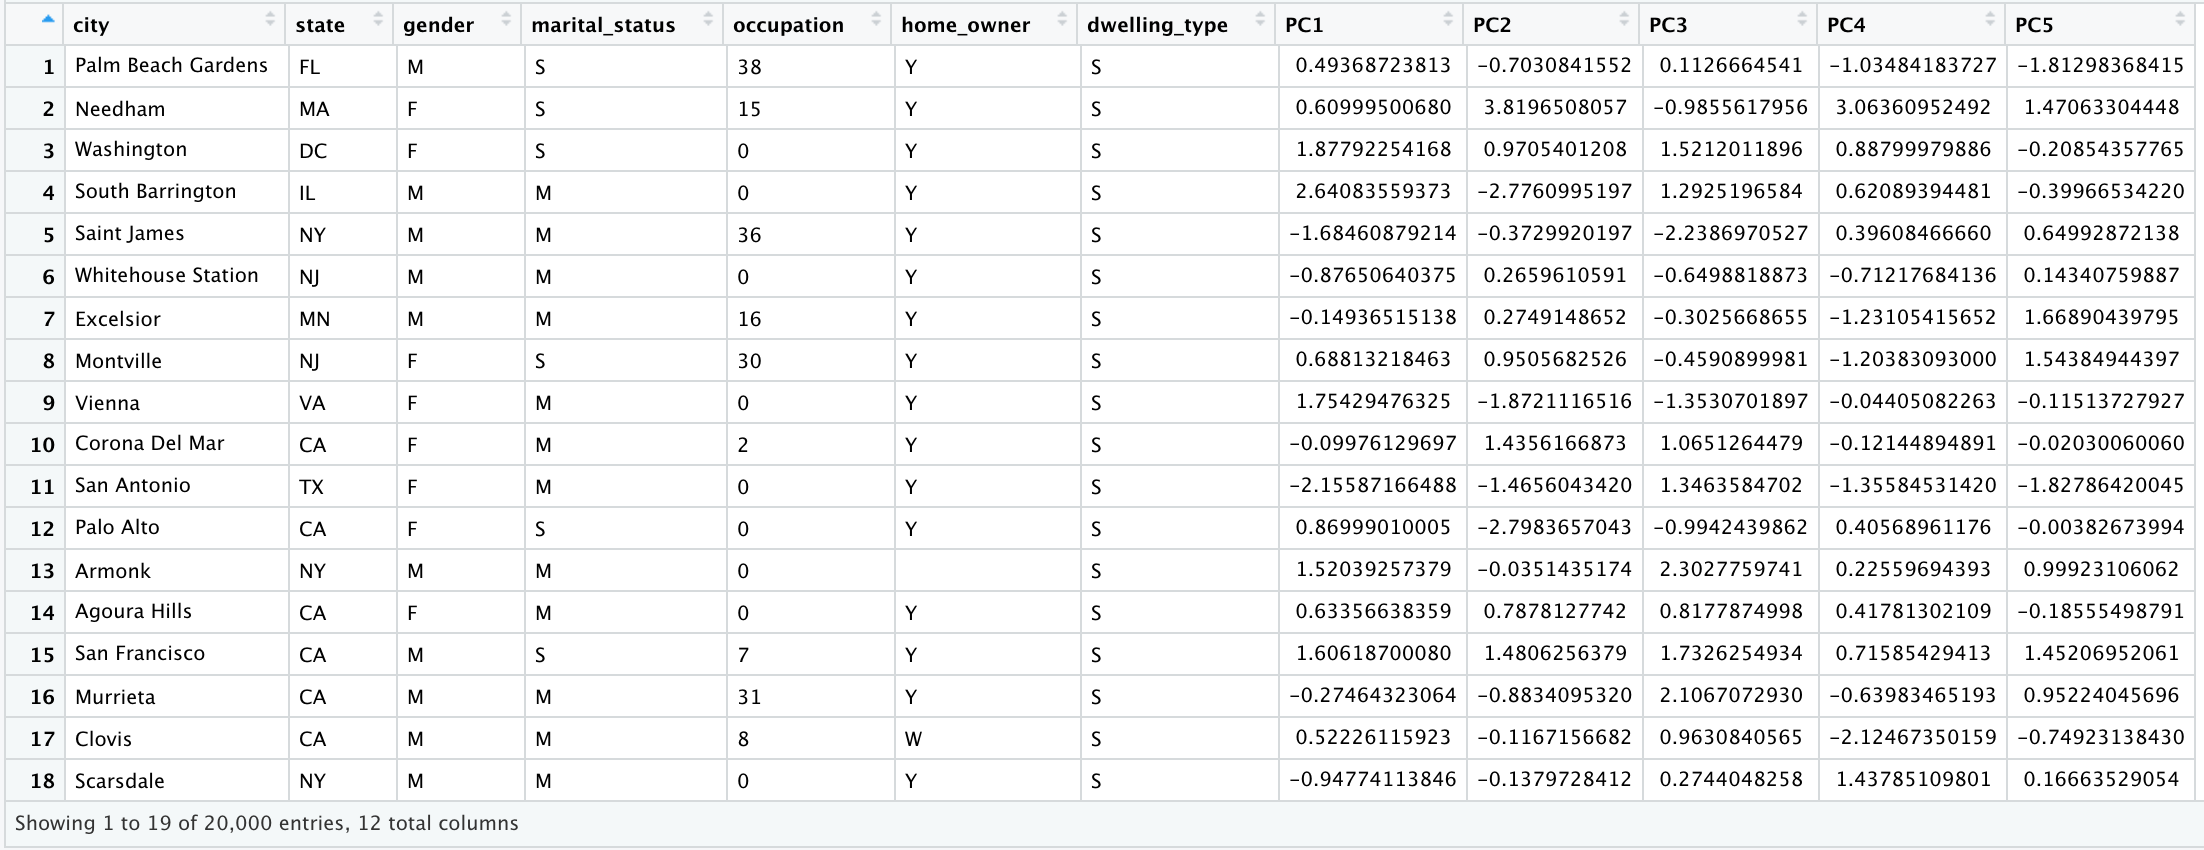 city state gender marital_status occupation home_owner dwelling_type PC1 PC2 PC3 PC4 PC5
1 Palm Beach Gardens FL M S 38 Y S 0.49368723813 −0.7030841552 0.1126664541 −1.03484183727 −1.81298368415
2 Needham MA F S 15 Y S 0.60999500680 3.8196508057 −0.9855617956 3.06360952492 1.47063304448
3 Washington DC F S 0 Y S 1.87792254168 0.9705401208 1.5212011896 0.88799979886 −0.20854357765
4 South Barrington IL M M 0 Y S 2.64083559373 −2.7760995197 1.2925196584 0.62089394481 −0.39966534220
5 Saint James NY M M 36 Y S −1.68460879214 −0.3729920197 −2.2386970527 0.39608466660 0.64992872138
6 Whitehouse Station NJ M M 0 Y S −0.87650640375 0.2659610591 −0.6498818873 −0.71217684136 0.14340759887
7 Excelsior MN M M 16 Y S −0.14936515138 0.2749148652 −0.3025668655 −1.23105415652 1.66890439795
8 Montville NJ F S 30 Y S 0.68813218463 0.9505682526 −0.4590899981 −1.20383093000 1.54384944397
9 Vienna VA F M 0 Y S 1.75429476325 −1.8721116516 −1.3530701897 −0.04405082263 −0.11513727927
10 Corona Del Mar CA F M 2 Y S −0.09976129697 1.4356166873 1.0651264479 −0.12144894891 −0.02030060060
11 San Antonio TX F M 0 Y S −2.15587166488 −1.4656043420 1.3463584702 −1.35584531420 −1.82786420045
12 Palo Alto CA F S 0 Y S 0.86999010005 −2.7983657043 −0.9942439862 0.40568961176 −0.00382673994
13 Armonk NY M M 0 S 1.52039257379 −0.0351435174 2.3027759741 0.22559694393 0.99923106062
14 Agoura Hills CA F M 0 Y S 0.63356638359 0.7878127742 0.8177874998 0.41781302109 −0.18555498791
15 San Francisco CA M S 7 Y S 1.60618700080 1.4806256379 1.7326254934 0.71585429413 1.45206952061
16 Murrieta CA M M 31 Y S −0.27464323064 −0.8834095320 2.1067072930 −0.63983465193 0.95224045696
17 Clovis CA M M 8 W S 0.52226115923 −0.1167156682 0.9630840565 −2.12467350159 −0.74923138430
18 Scarsdale NY M M 0 Y S −0.94774113846 −0.1379728412 0.2744048258 1.43785109801 0.16663529054
Showing 1 to 19 of 20,000 entries, 12 total columns